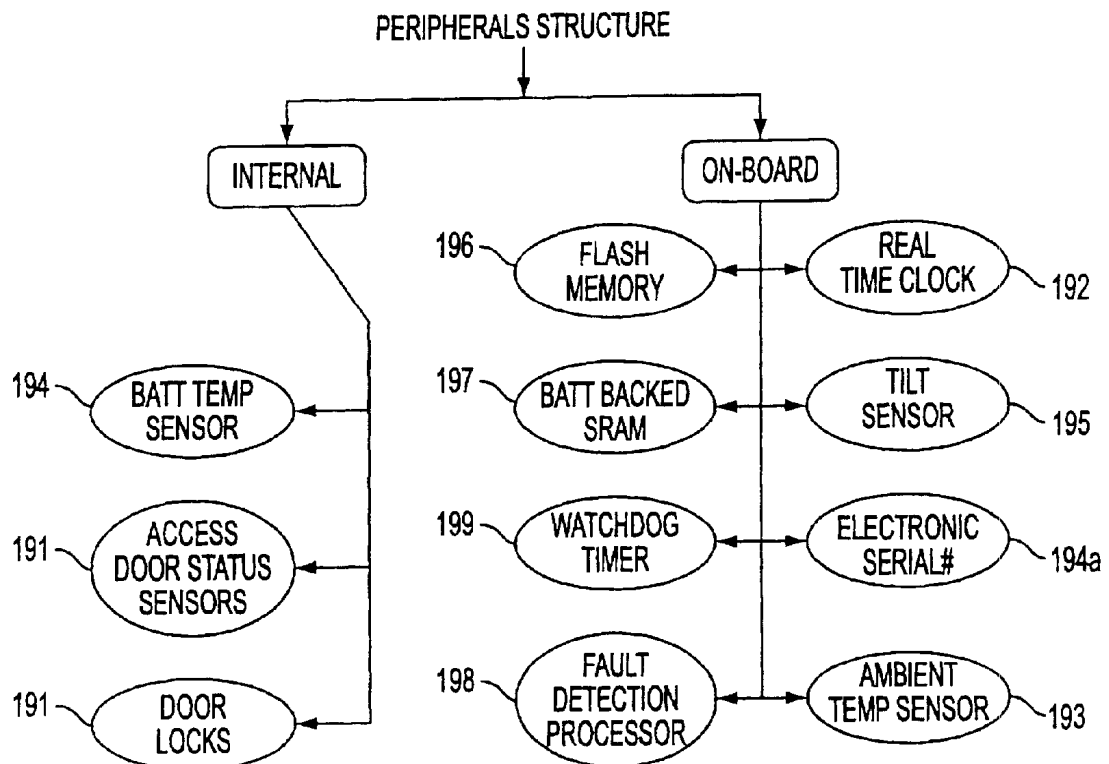 PERIPHERALS STRUCTURE
INTERNAL
ON-BOARD
196
FLASH
MEMORY
REAL
TIME CLOCK
192
194
BATT TEMP
SENSOR
197
BATT BACKED
SRAM
TILT
SENSOR
195
191
ACCESS
DOOR STATUS
SENSORS
199
WATCHDOG
TIMER
ELECTRONIC
SERIAL#
194a
191
DOOR
LOCKS
198
FAULT
DETECTION
PROCESSOR
AMBIENT
TEMP SENSOR
193